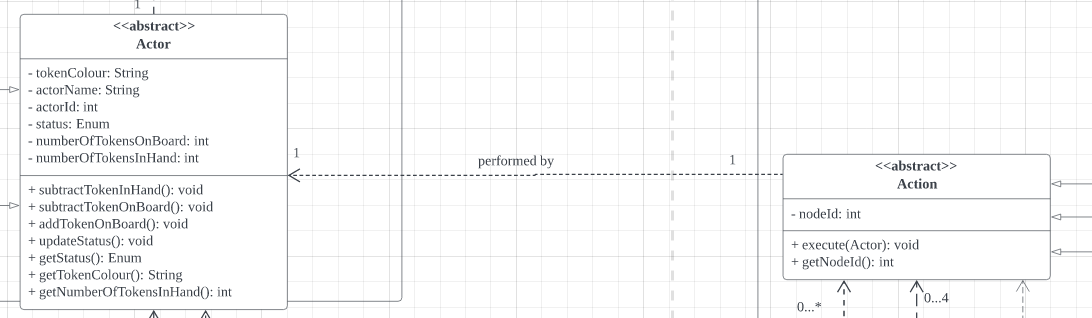 1
<<abstract>>
Actor
- tokenColour: String
- actorName: String
- actorId: int
- status: Enum
- numberOfTokensOnBoard: int
- numberOfTokensInHand: int
+ subtractTokenInHand(): void
+ subtractTokenOnBoard(): void
+ addTokenOnBoard(): void
+ updateStatus(): void
+ getStatus(): Enum
+ getTokenColour(): String
+ getNumberOfTokensInHand(): int
1
performed by
1
<<abstract>>
Action
- nodeId: int
+ execute(Actor): void
+ getNodeId(): int
0...*
0...4